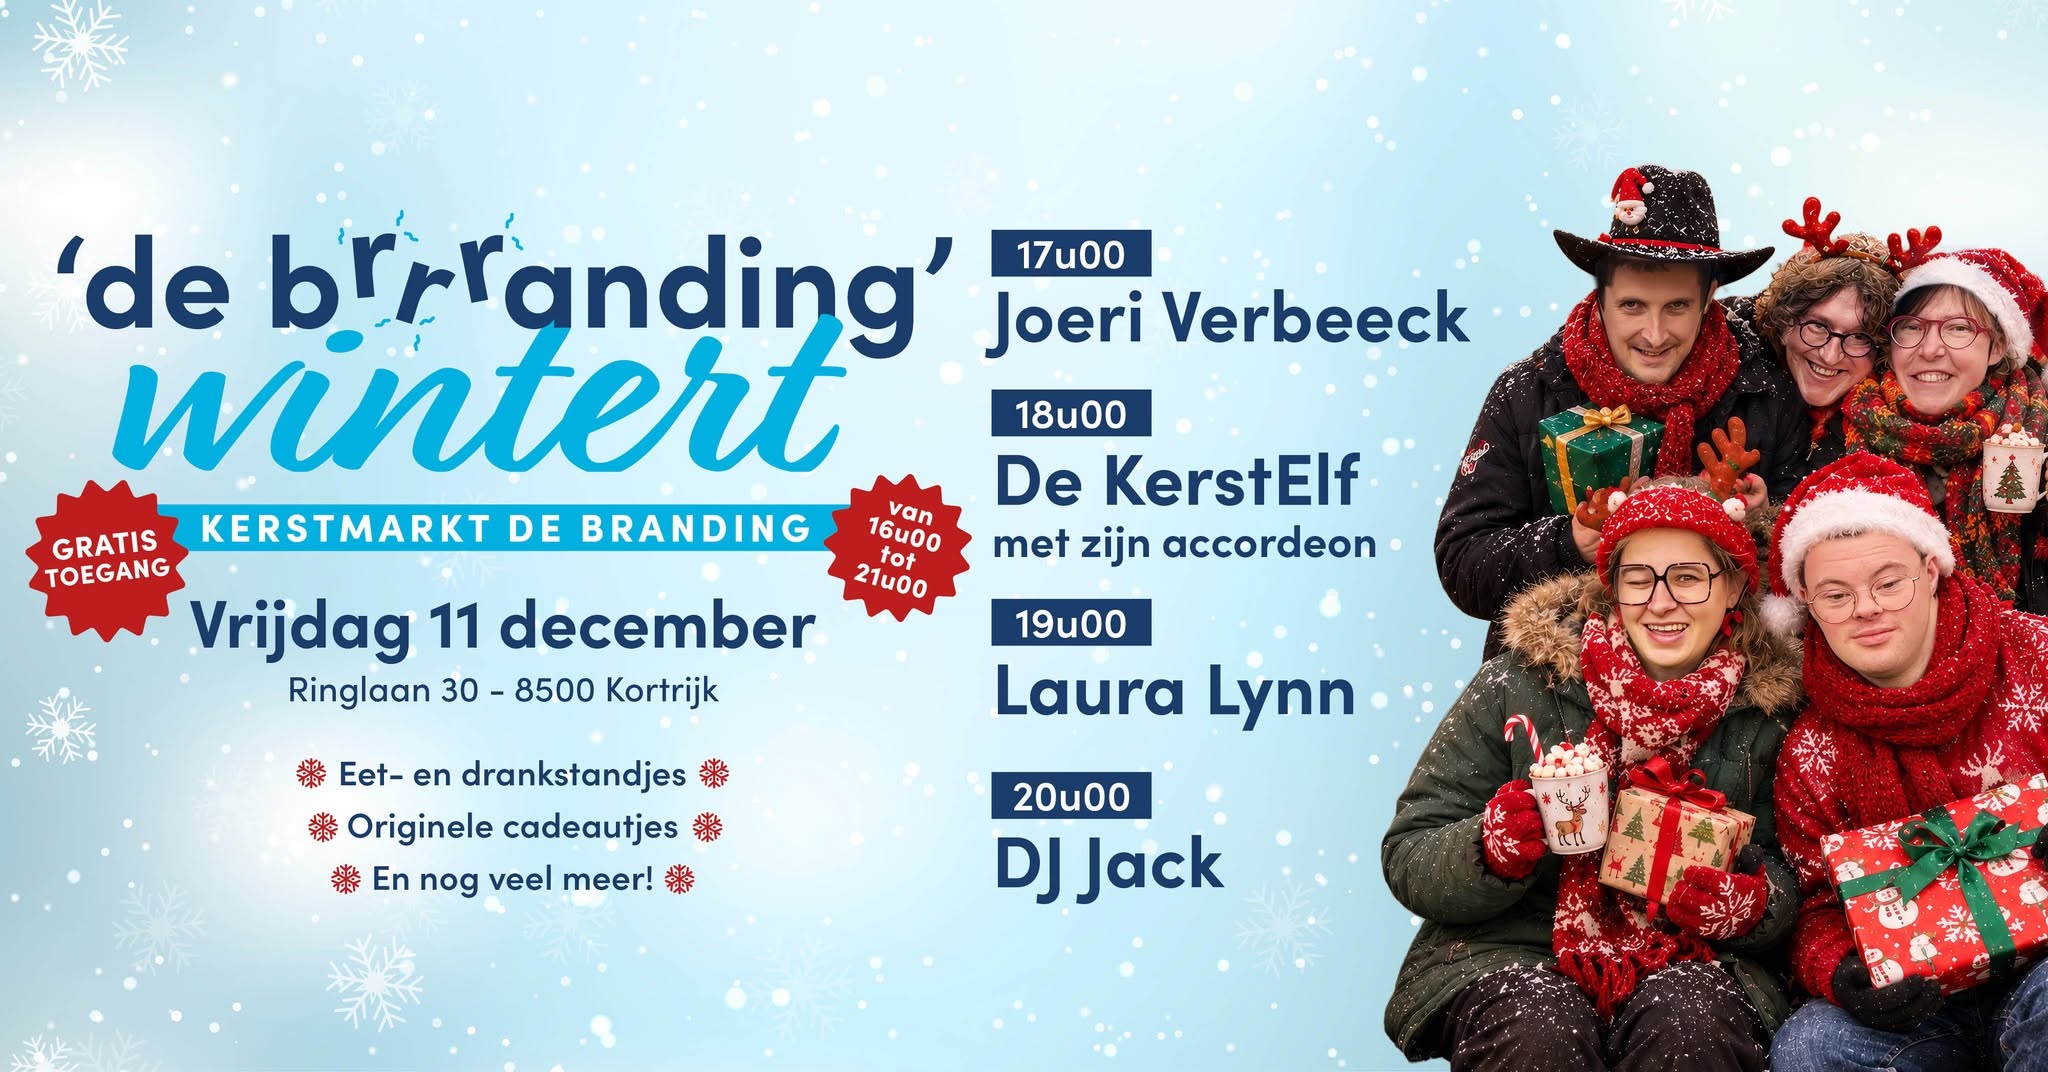 ‘de brrranding’
wintert
KERSTMARKT DE BRANDING
GRATIS
TOEGANG
van
16u00
tot
21u00
Vrijdag 11 december
Ringlaan 30 - 8500 Kortrijk
Eet- en drankstandjes
Originele cadeautjes
En nog veel meer!
17u00
Joeri Verbeeck
18u00
De KerstElf
met zijn accordeon
19u00
Laura Lynn
20u00
DJ Jack